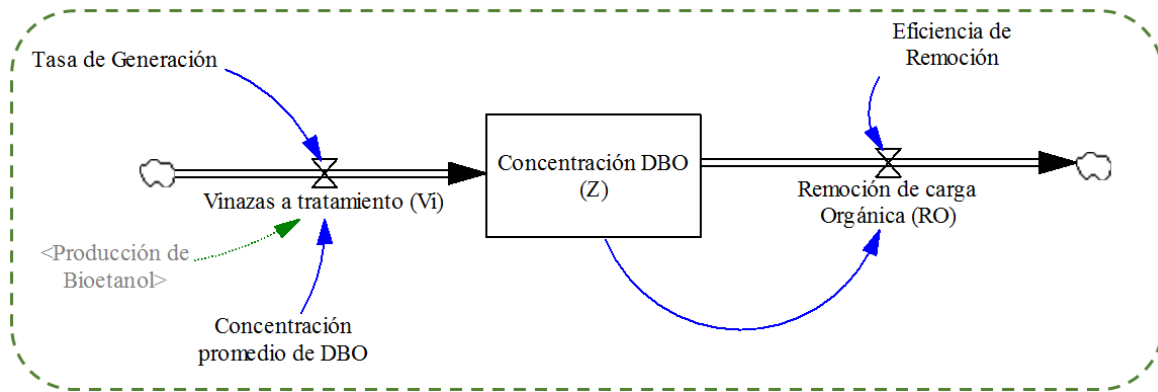 Tasa de Generación
Eficiencia de
Remoción
Concentración DBO
(Z)
Vinazas a tratamiento (Vi)
Remoción de carga
Orgánica (RO)
<Producción de
Bioetanol>
Concentración
promedio de DBO